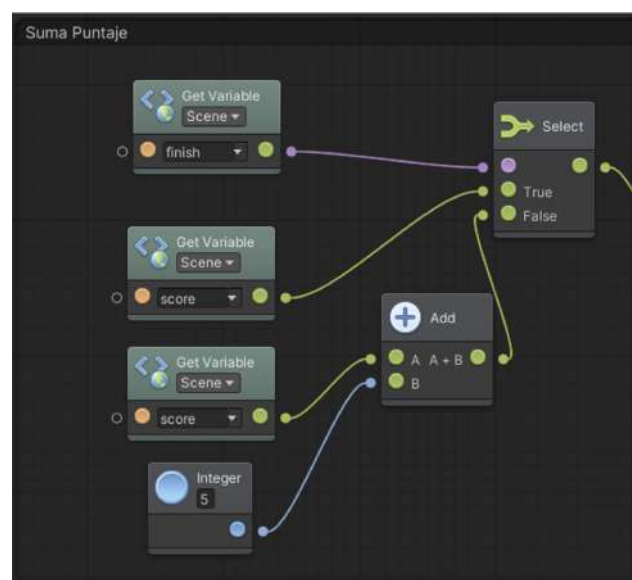 Suma Puntaje
Get Variable
Scene
finish
Select
True
False
Get Variable
Scene
score
Add
A A + B
B
Get Variable
Scene
score
Integer
5